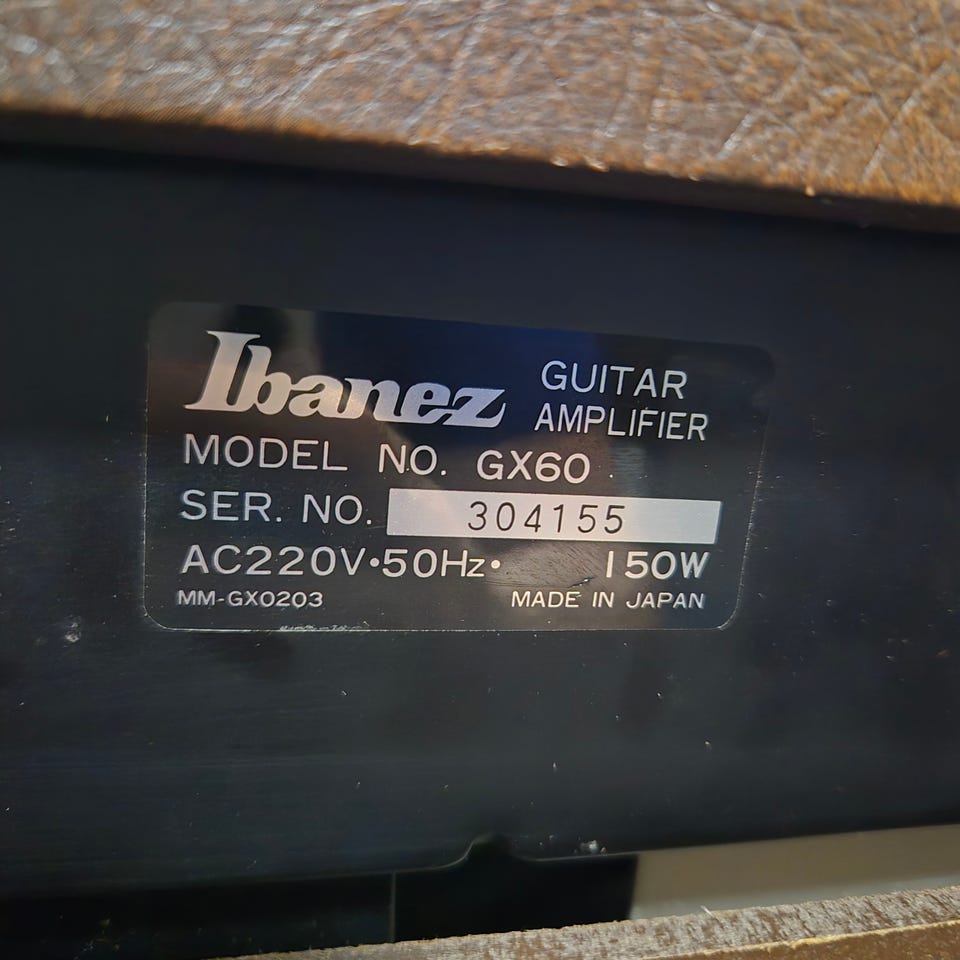 Ibanez GUITAR
AMPLIFIER
MODEL NO. GX60
SER. NO. 304155
AC220V•50Hz• 150W
MM-GX0203 MADE IN JAPAN